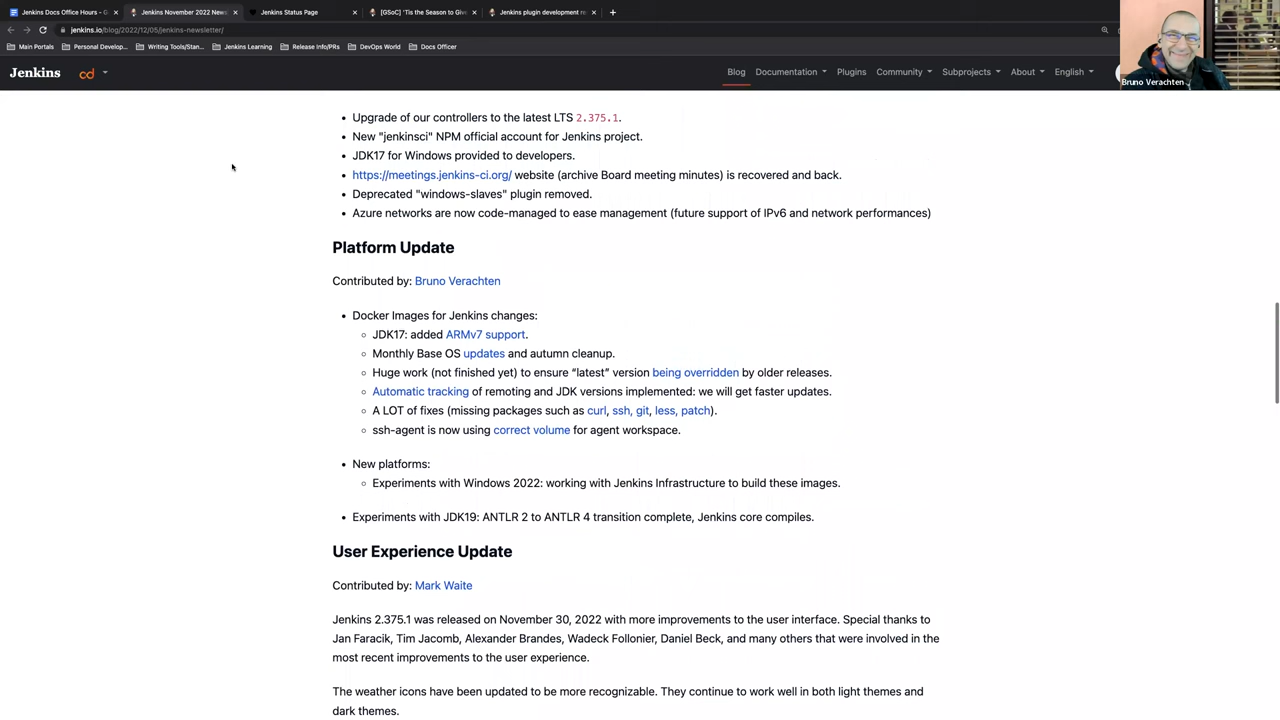 Jenkins Docs Office Hours - G
Jenkins November 2022 News
Jenkins Status Page
[GSoC] 'Tis the Season to Give
Jenkins plugin development re
jenkins.io/blog/2022/12/05/jenkins-newsletter/
Main Portals
Personal Develop...
Writing Tools/Stan...
Jenkins Learning
Release Info/PRs
DevOps World
Docs Officer
Jenkins
cd
Blog
Documentation
Plugins
Community
Subprojects
About
English
Bruno Verachten
Upgrade of our controllers to the latest LTS 2.375.1.
New "jenkinsci" NPM official account for Jenkins project.
JDK17 for Windows provided to developers.
https://meetings.jenkins-ci.org/ website (archive Board meeting minutes) is recovered and back.
Deprecated "windows-slaves" plugin removed.
Azure networks are now code-managed to ease management (future support of IPv6 and network performances)
Platform Update
Contributed by: Bruno Verachten
Docker Images for Jenkins changes:
JDK17: added ARMv7 support.
Monthly Base OS updates and autumn cleanup.
Huge work (not finished yet) to ensure “latest” version being overridden by older releases.
Automatic tracking of remoting and JDK versions implemented: we will get faster updates.
A LOT of fixes (missing packages such as curl, ssh, git, less, patch).
ssh-agent is now using correct volume for agent workspace.
New platforms:
Experiments with Windows 2022: working with Jenkins Infrastructure to build these images.
Experiments with JDK19: ANTLR 2 to ANTLR 4 transition complete, Jenkins core compiles.
User Experience Update
Contributed by: Mark Waite
Jenkins 2.375.1 was released on November 30, 2022 with more improvements to the user interface. Special thanks to
Jan Faracik, Tim Jacomb, Alexander Brandes, Wadeck Follonier, Daniel Beck, and many others that were involved in the
most recent improvements to the user experience.
The weather icons have been updated to be more recognizable. They continue to work well in both light themes and
dark themes.